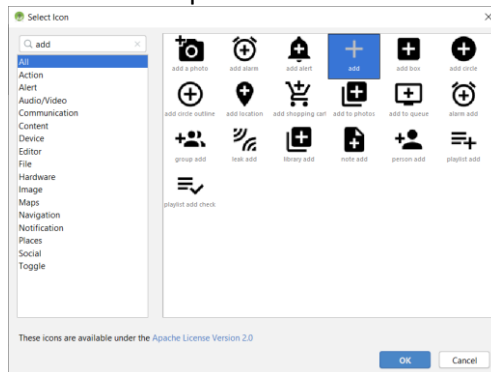 Select Icon
add
All
Action
Alert
Audio/Video
Communication
Content
Device
Editor
File
Hardware
Image
Maps
Navigation
Notification
Places
Social
Toggle
add a photo add alarm add alert add add box add circle
add circle outline add location add shopping cart add to photos add to queue alarm add
group add leak add library add note add person add playlist add
playlist add check
These icons are available under the Apache License Version 2.0
OK Cancel